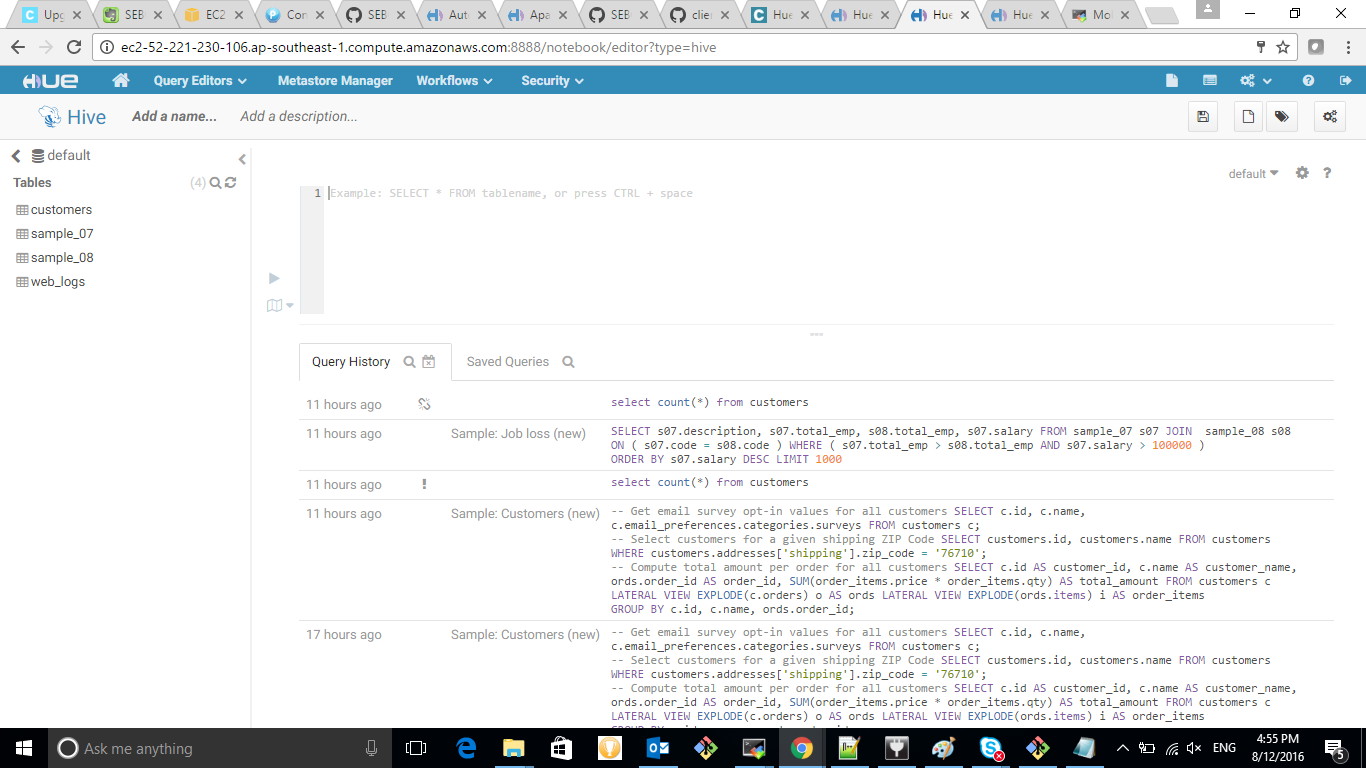 Upg
SEB
EC2
Con
SEB
Aut
Apa
SEB
clie
Hue
Hue
Hue
Hue
Mo
ec2-52-221-230-106.ap-southeast-1.compute.amazonaws.com:8888/notebook/editor?type=hive
HUE Query Editors Metastore Manager Workflows Security
Hive Add a name... Add a description...
default
Tables (4)
customers
sample_07
sample_08
web_logs
default ?
1 Example: SELECT * FROM tablename, or press CTRL + space
Query History Saved Queries
11 hours ago select count(*) from customers
11 hours ago Sample: Job loss (new) SELECT s07.description, s07.total_emp, s08.total_emp, s07.salary FROM sample_07 s07 JOIN sample_08 s08
ON ( s07.code = s08.code ) WHERE ( s07.total_emp > s08.total_emp AND s07.salary > 100000 )
ORDER BY s07.salary DESC LIMIT 1000
11 hours ago ! select count(*) from customers
11 hours ago Sample: Customers (new) -- Get email survey opt-in values for all customers SELECT c.id, c.name,
c.email_preferences.categories.surveys FROM customers c;
-- Select customers for a given shipping ZIP Code SELECT customers.id, customers.name FROM customers
WHERE customers.addresses['shipping'].zip_code = '76710';
-- Compute total amount per order for all customers SELECT c.id AS customer_id, c.name AS customer_name,
ords.order_id AS order_id, SUM(order_items.price * order_items.qty) AS total_amount FROM customers c
LATERAL VIEW EXPLODE(c.orders) o AS ords LATERAL VIEW EXPLODE(ords.items) i AS order_items
GROUP BY c.id, c.name, ords.order_id;
17 hours ago Sample: Customers (new) -- Get email survey opt-in values for all customers SELECT c.id, c.name,
c.email_preferences.categories.surveys FROM customers c;
-- Select customers for a given shipping ZIP Code SELECT customers.id, customers.name FROM customers
WHERE customers.addresses['shipping'].zip_code = '76710';
-- Compute total amount per order for all customers SELECT c.id AS customer_id, c.name AS customer_name,
ords.order_id AS order_id, SUM(order_items.price * order_items.qty) AS total_amount FROM customers c
LATERAL VIEW EXPLODE(c.orders) o AS ords LATERAL VIEW EXPLODE(ords.items) i AS order_items
Ask me anything
ENG
4:55 PM
8/12/2016
5